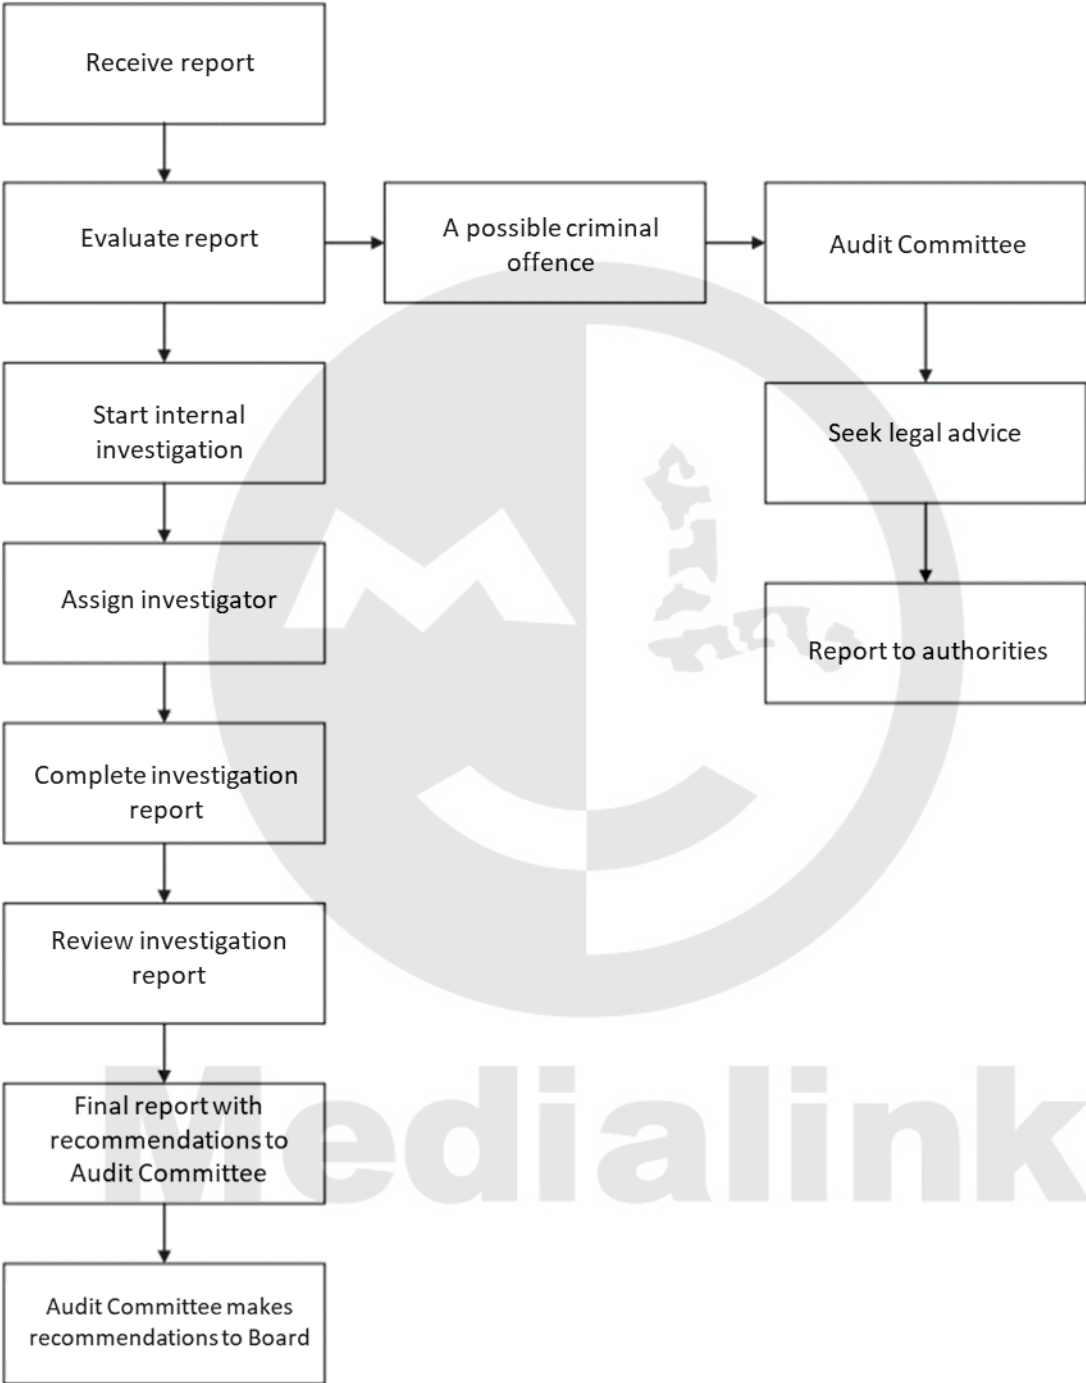 Receive report
Evaluate report
A possible criminal
offence
Audit Committee
Start internal
investigation
Seek legal advice
Assign investigator
Report to authorities
Complete investigation
report
Review investigation
report
Final report with
recommendations to
Audit Committee
Audit Committee makes
recommendations to Board
Medialink